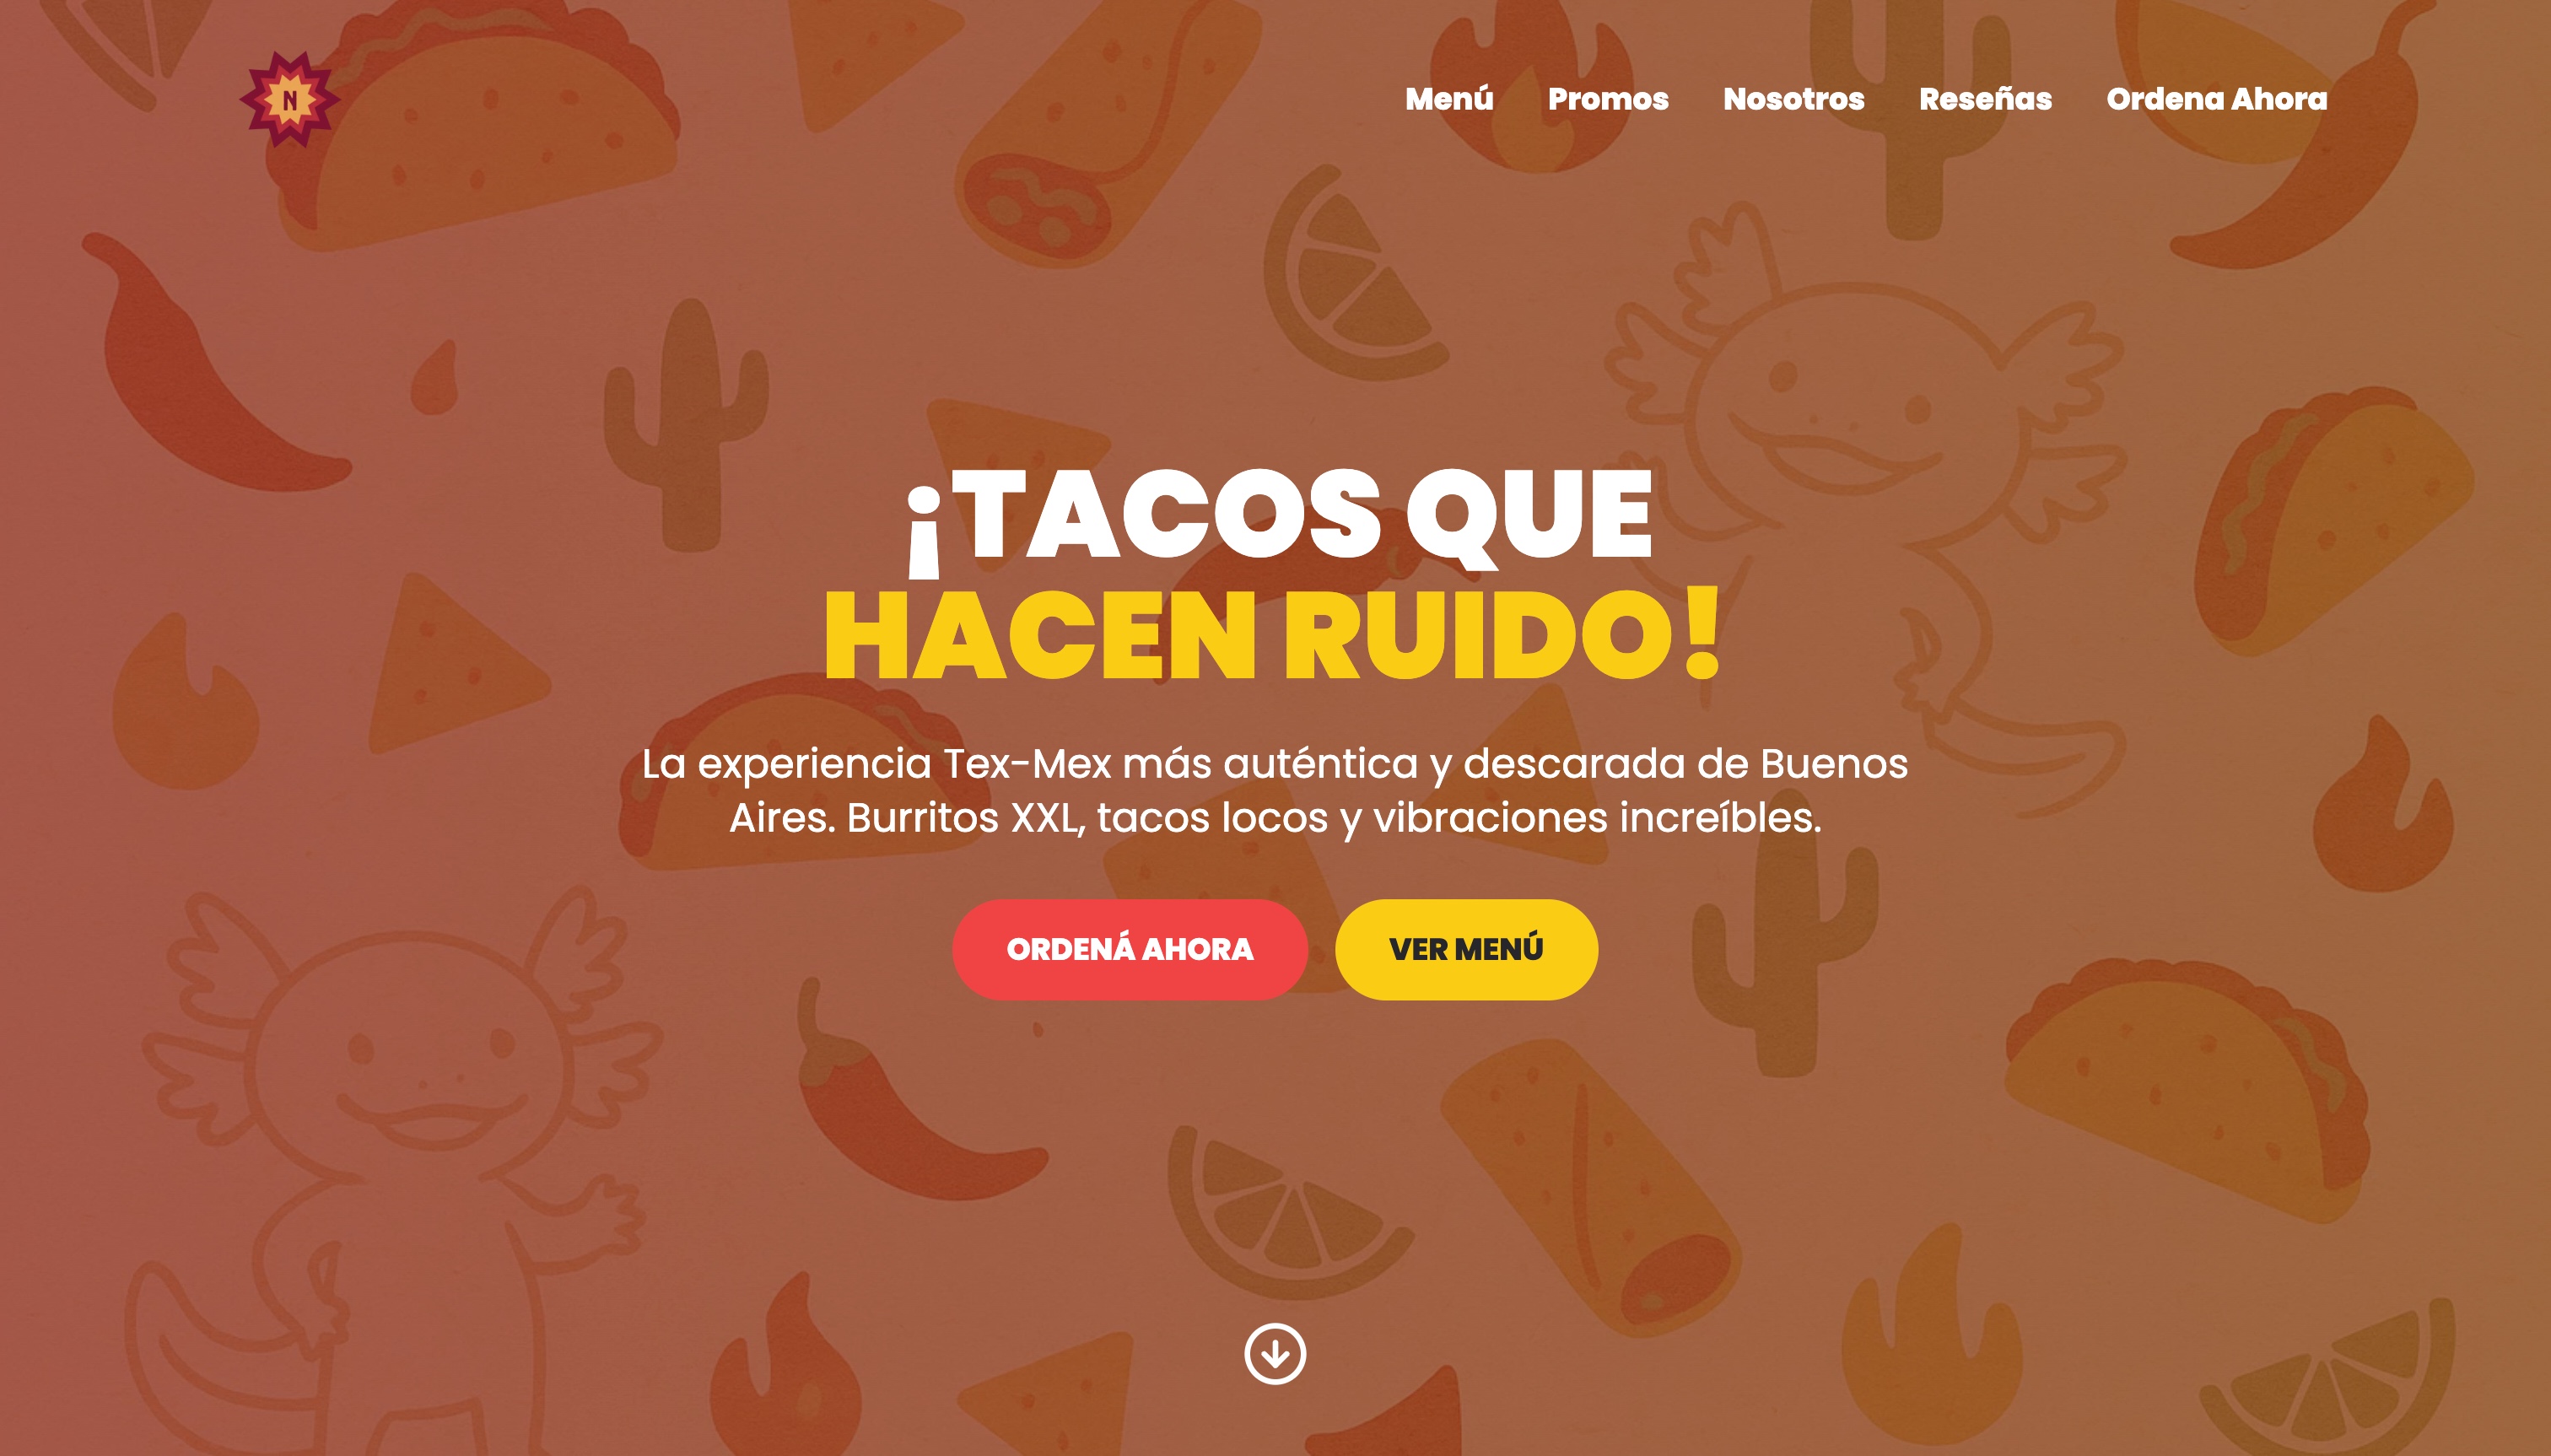 N
Menú Promos Nosotros Reseñas Ordena Ahora
¡TACOS QUE
HACEN RUIDO!
La experiencia Tex-Mex más auténtica y descarada de Buenos
Aires. Burritos XXL, tacos locos y vibraciones increíbles.
ORDENÁ AHORA VER MENÚ